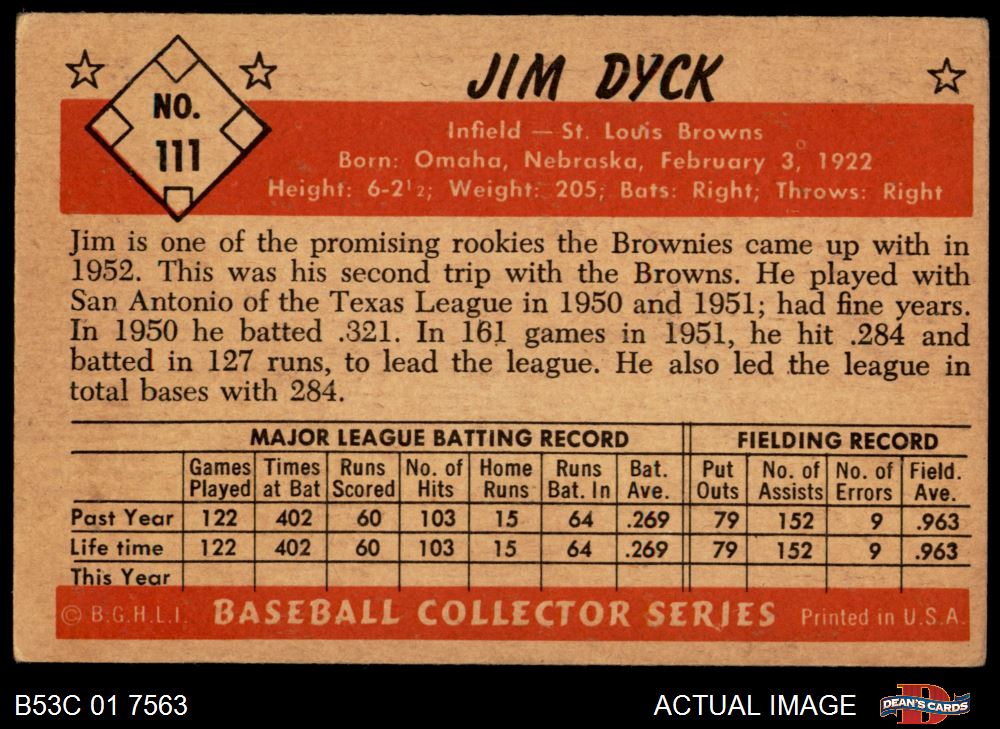 JIM DYCK
NO.
111
Infield — St. Louis Browns
Born: Omaha, Nebraska, February 3, 1922
Height: 6-2½; Weight: 205; Bats: Right; Throws: Right
Jim is one of the promising rookies the Brownies came up with in
1952. This was his second trip with the Browns. He played with
San Antonio of the Texas League in 1950 and 1951; had fine years.
In 1950 he batted .321. In 161 games in 1951, he hit .284 and
batted in 127 runs, to lead the league. He also led the league in
total bases with 284.
MAJOR LEAGUE BATTING RECORD FIELDING RECORD
Games Times Runs No. of Home Runs Bat. Put No. of No. of Field.
Played at Bat Scored Hits Runs Bat. In Ave. Outs Assists Errors Ave.
Past Year 122 402 60 103 15 64 .269 79 152 9 .963
Life time 122 402 60 103 15 64 .269 79 152 9 .963
This Year
© B.G.H.L.I. BASEBALL COLLECTOR SERIES Printed in U.S.A.
B53C 01 7563 ACTUAL IMAGE DEAN'S CARDS